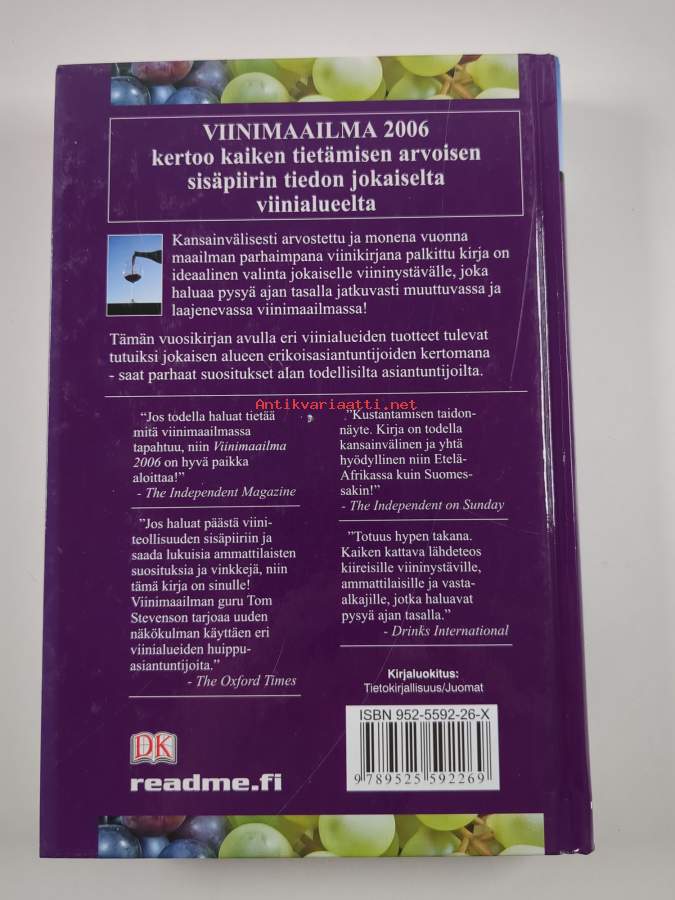 VIINIMAAILMA 2006
kertoo kaiken tietämisen arvoisen
sisäpiirin tiedon jokaiselta
viinialueelta
Kansainvälisesti arvostettu ja monena vuonna
maailman parhaimpana viinikirjana palkittu kirja on
ideaalinen valinta jokaiselle viininystävälle, joka
haluaa pysyä ajan tasalla jatkuvasti muuttuvassa ja
laajenevassa viinimaailmassa!
Tämän vuosikirjan avulla eri viinialueiden tuotteet tulevat
tutuiksi jokaisen alueen erikoisasiantuntijoiden kertomana
- saat parhaat suositukset alan todellisilta asiantuntijoilta.
Antikvariaatti.net
"Jos todella haluat tietää
mitä viinimaailmassa
tapahtuu, niin Viinimaailma
2006 on hyvä paikka
aloittaa!"
- The Independent Magazine
"Jos haluat päästä viini-
teollisuuden sisäpiiriin ja
saada lukuisia ammattilaisten
suosituksia ja vinkkejä, niin
tämä kirja on sinulle!
Viinimaailman guru Tom
Stevenson tarjoaa uuden
näkökulman käyttäen eri
viinialueiden huippu-
asiantuntijoita."
- The Oxford Times
."Kustantamisen taidon-
näyte. Kirja on todella
kansainvälinen ja yhtä
hyödyllinen niin Etelä-
Afrikassa kuin Suomes-
sakin!"
- The Independent on Sunday
"Totuus hypen takana.
Kaiken kattava lähdeteos
kiireisille viininystäville,
ammattilaisille ja vasta-
alkajille, jotka haluavat
pysyä ajan tasalla."
- Drinks International
Kirjaluokitus:
Tietokirjallisuus/Juomat
ISBN 952-5592-26-X
9 789525 592269
DK
readme.fi